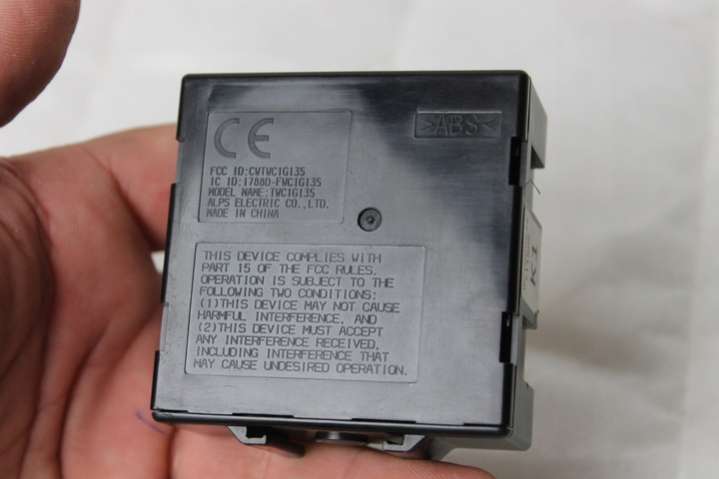 CE
>ABS<
FCC ID:CWTWC1G135
IC ID:1788D-FWC1G135
MODEL NAME:TWC1G135
ALPS ELECTRIC CO.,LTD.
MADE IN CHINA
THIS DEVICE COMPLIES WITH
PART 15 OF THE FCC RULES.
OPERATION IS SUBJECT TO THE
FOLLOWING TWO CONDITIONS:
(1)THIS DEVICE MAY NOT CAUSE
HARMFUL INTERFERENCE, AND
(2)THIS DEVICE MUST ACCEPT
ANY INTERFERENCE RECEIVED,
INCLUDING INTERFERENCE THAT
MAY CAUSE UNDESIRED OPERATION.